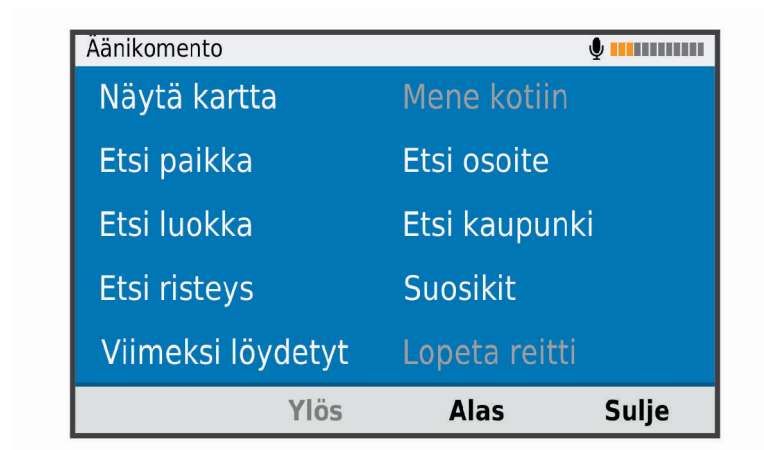 Äänikomento
Näytä kartta Mene kotiin
Etsi paikka Etsi osoite
Etsi luokka Etsi kaupunki
Etsi risteys Suosikit
Viimeksi löydetyt Lopeta reitti
Ylös Alas Sulje